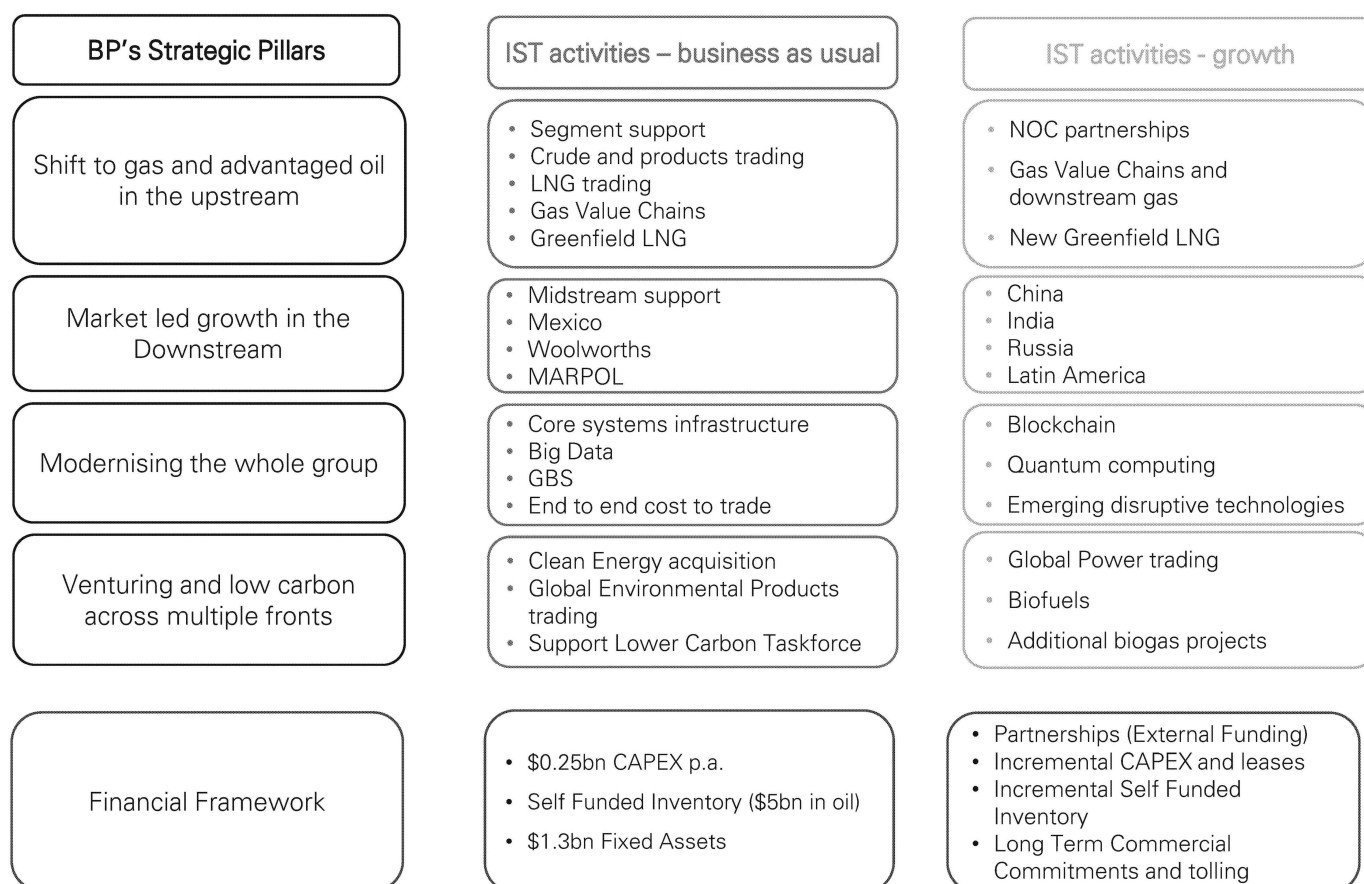 BP's Strategic Pillars
IST activities – business as usual
IST activities - growth
Shift to gas and advantaged oil
in the upstream
• Segment support
• Crude and products trading
• LNG trading
• Gas Value Chains
• Greenfield LNG
• NOC partnerships
• Gas Value Chains and
downstream gas
• New Greenfield LNG
Market led growth in the
Downstream
• Midstream support
• Mexico
• Woolworths
• MARPOL
• China
• India
• Russia
• Latin America
Modernising the whole group
• Core systems infrastructure
• Big Data
• GBS
• End to end cost to trade
• Blockchain
• Quantum computing
• Emerging disruptive technologies
Venturing and low carbon
across multiple fronts
• Clean Energy acquisition
• Global Environmental Products
trading
• Support Lower Carbon Taskforce
• Global Power trading
• Biofuels
• Additional biogas projects
Financial Framework
• $0.25bn CAPEX p.a.
• Self Funded Inventory ($5bn in oil)
• $1.3bn Fixed Assets
• Partnerships (External Funding)
• Incremental CAPEX and leases
• Incremental Self Funded
Inventory
• Long Term Commercial
Commitments and tolling